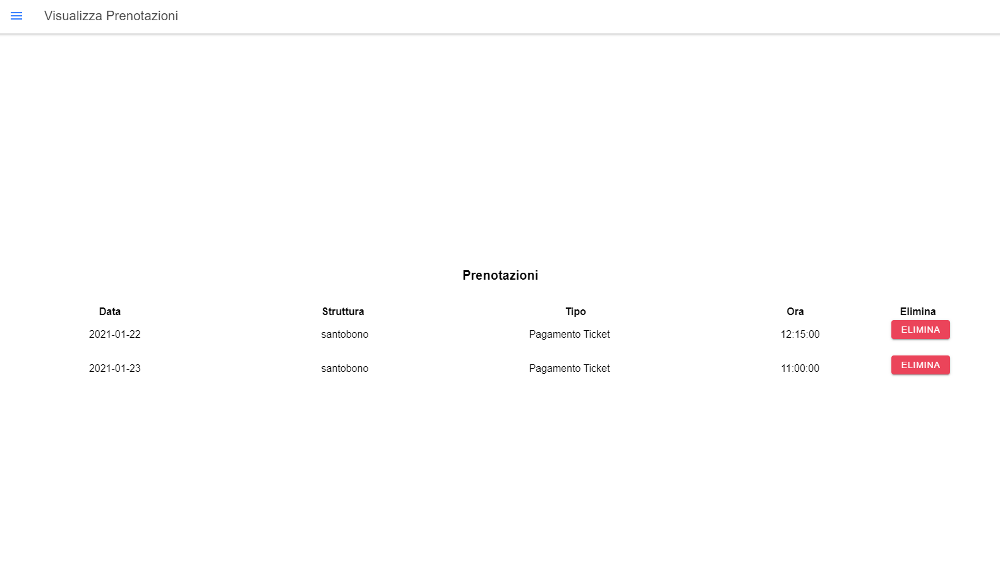 Visualizza Prenotazioni
Prenotazioni
Data Struttura Tipo Ora Elimina
2021-01-22 santobono Pagamento Ticket 12:15:00 ELIMINA
2021-01-23 santobono Pagamento Ticket 11:00:00 ELIMINA